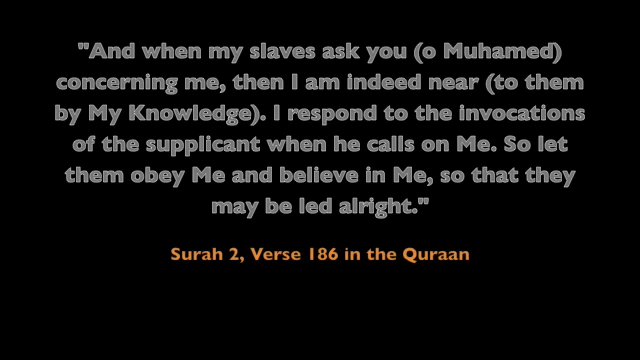 "And when my slaves ask you (o Muhamed)
concerning me, then I am indeed near (to them
by My Knowledge). I respond to the invocations
of the supplicant when he calls on Me. So let
them obey Me and believe in Me, so that they
may be led alright."
Surah 2, Verse 186 in the Quraan